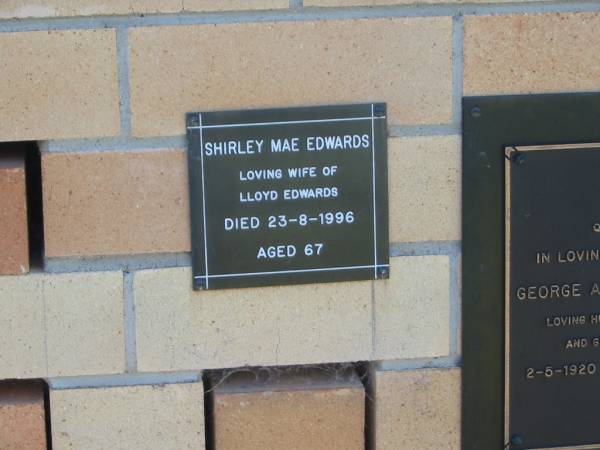 SHIRLEY MAE EDWARDS
LOVING WIFE OF
LLOYD EDWARDS
DIED 23-8-1996
AGED 67
IN LOVIN
GEORGE A
LOVING HU
AND G
2-5-1920